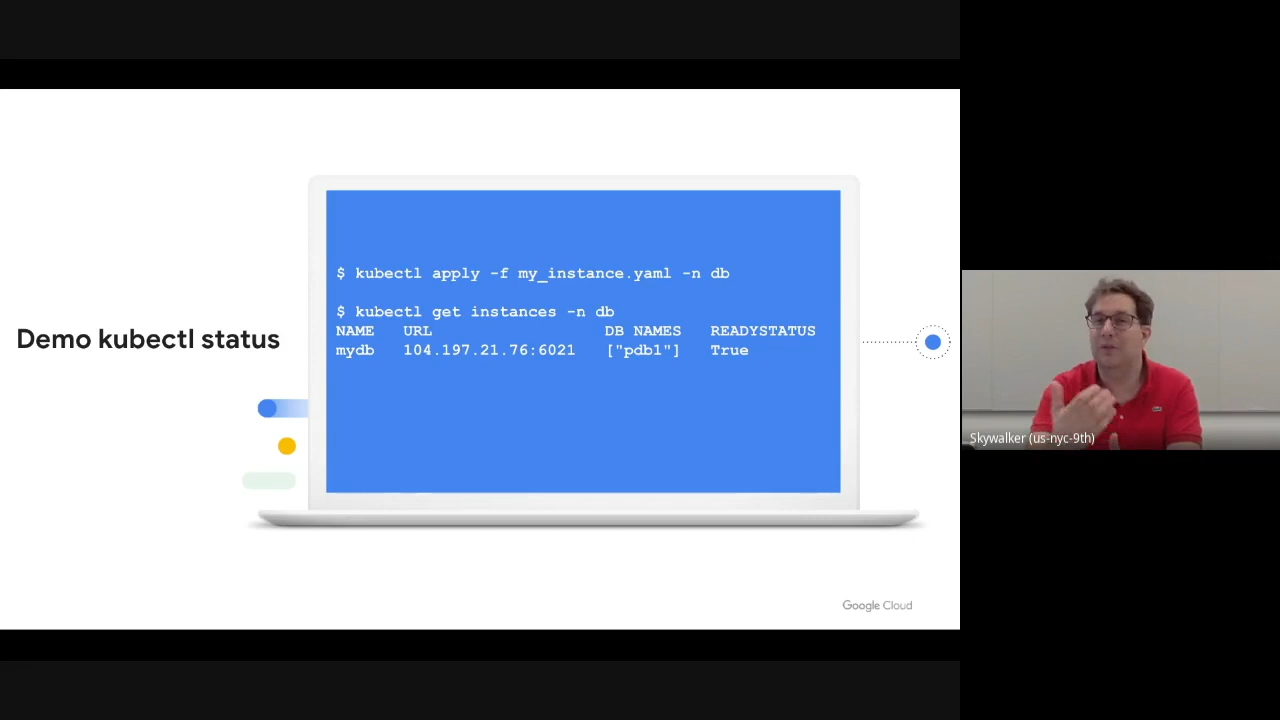 Demo kubectl status
$ kubectl apply -f my_instance.yaml -n db
$ kubectl get instances -n db
NAME URL DB NAMES READYSTATUS
mydb 104.197.21.76:6021 ["pdb1"] True
Google Cloud
Skywalker (us-nyc-9th)